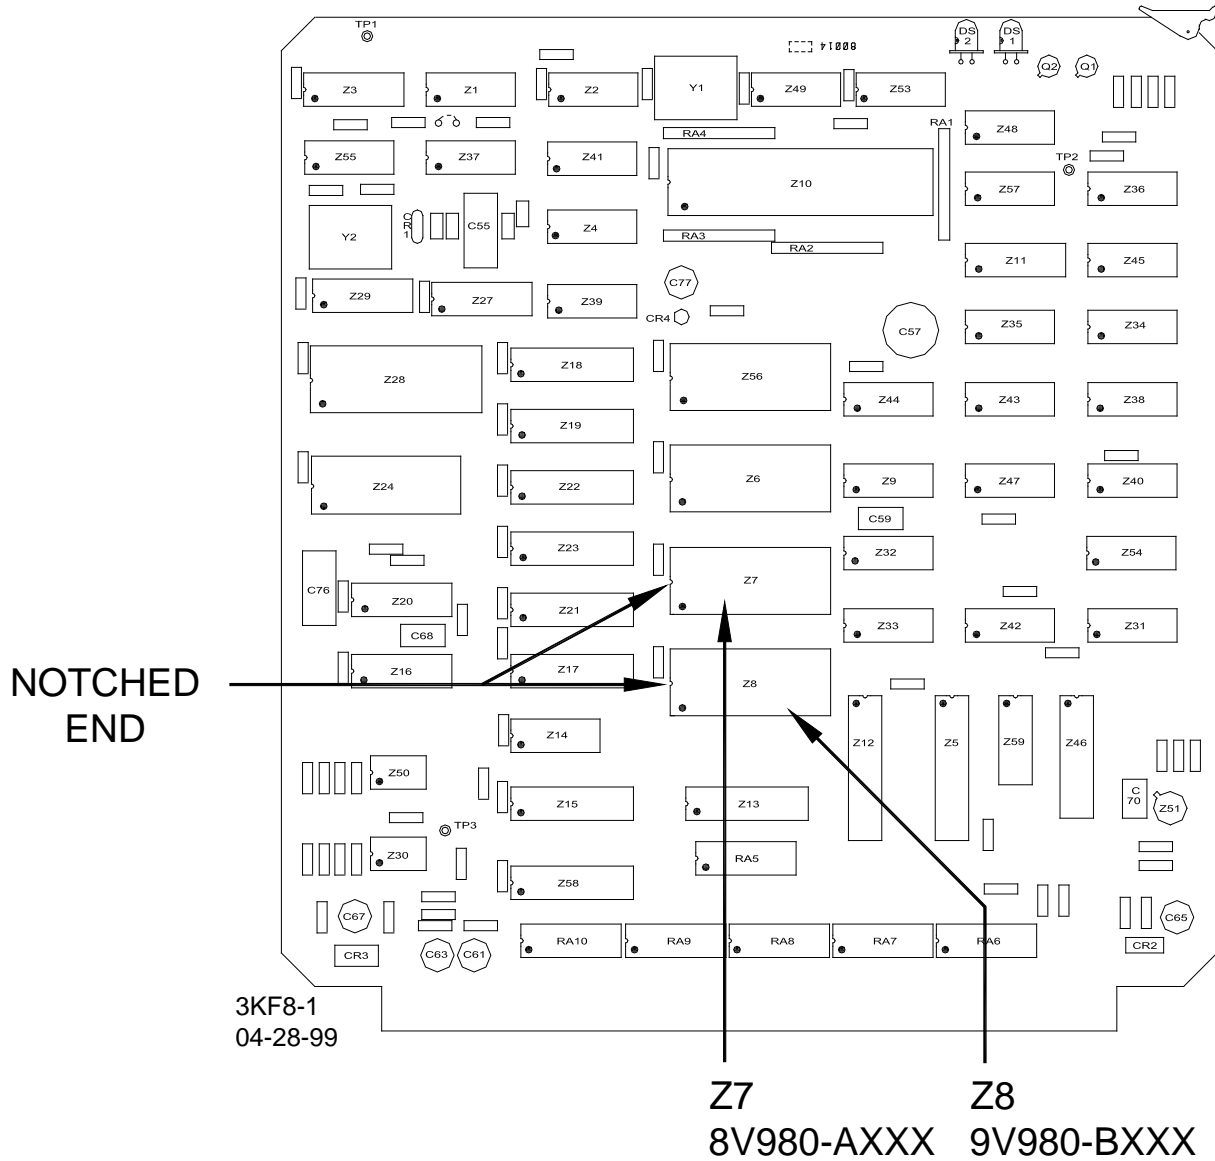 TP1
80014
DS
2
DS
1
Q2
Q1
Z3
Z1
Z2
Y1
Z49
Z53
RA4
RA1
Z48
Z55
Z37
Z41
TP2
Z10
Z57
Z36
C
R
1
C55
Z4
Y2
RA3
RA2
Z11
Z45
C77
Z29
Z27
Z39
CR4
C57
Z35
Z34
Z18
Z28
Z56
Z44
Z43
Z38
Z19
Z24
Z22
Z6
Z9
Z47
Z40
C59
Z23
Z32
Z54
C76
Z7
Z20
Z21
C68
Z33
Z42
Z31
NOTCHED
END
Z16
Z17
Z8
Z14
Z12
Z5
Z59
Z46
Z50
Z15
Z13
C
70
Z51
TP3
Z30
RA5
Z58
C67
C65
CR3
C63
C61
RA10
RA9
RA8
RA7
RA6
CR2
3KF8-1
04-28-99
Z7
8V980-AXXX
Z8
9V980-BXXX